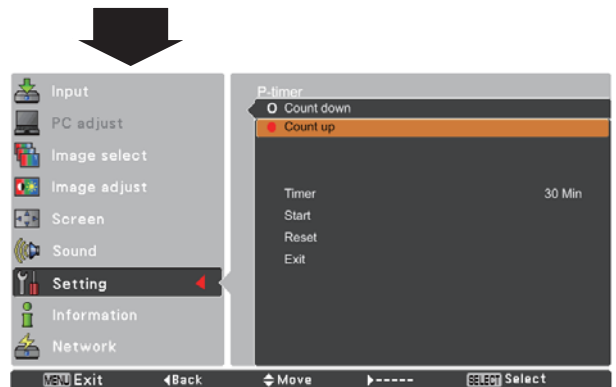 Input
PC adjust
Image select
Image adjust
Screen
Sound
Setting
Information
Network
P-timer
Count down
Count up
Timer 30 Min
Start
Reset
Exit
MENU Exit Back Move ----- SELECT Select